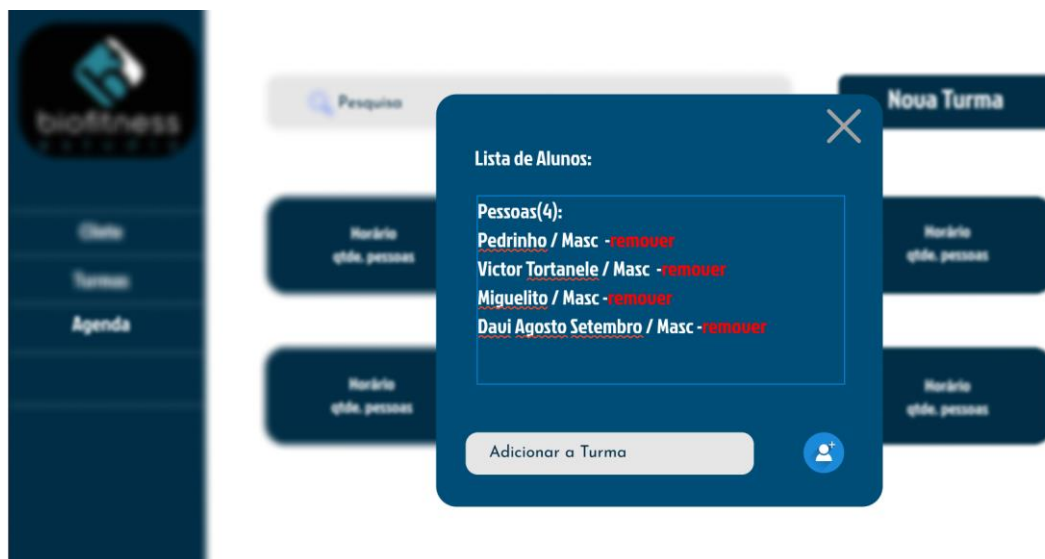 biofitness
Pesquisa
Noua Turma
Lista de Alunos:
Pessoas(4):
Pedrinho / Masc -remouer
Victor Tortanele / Masc -remouer
Miguelito / Masc -remouer
Daui Agosto Setembro / Masc -remouer
Adicionar a Turma
Turmas
Agenda
Horário
qtde. pessoas
Horário
qtde. pessoas
Horário
qtde. pessoas
Horário
qtde. pessoas